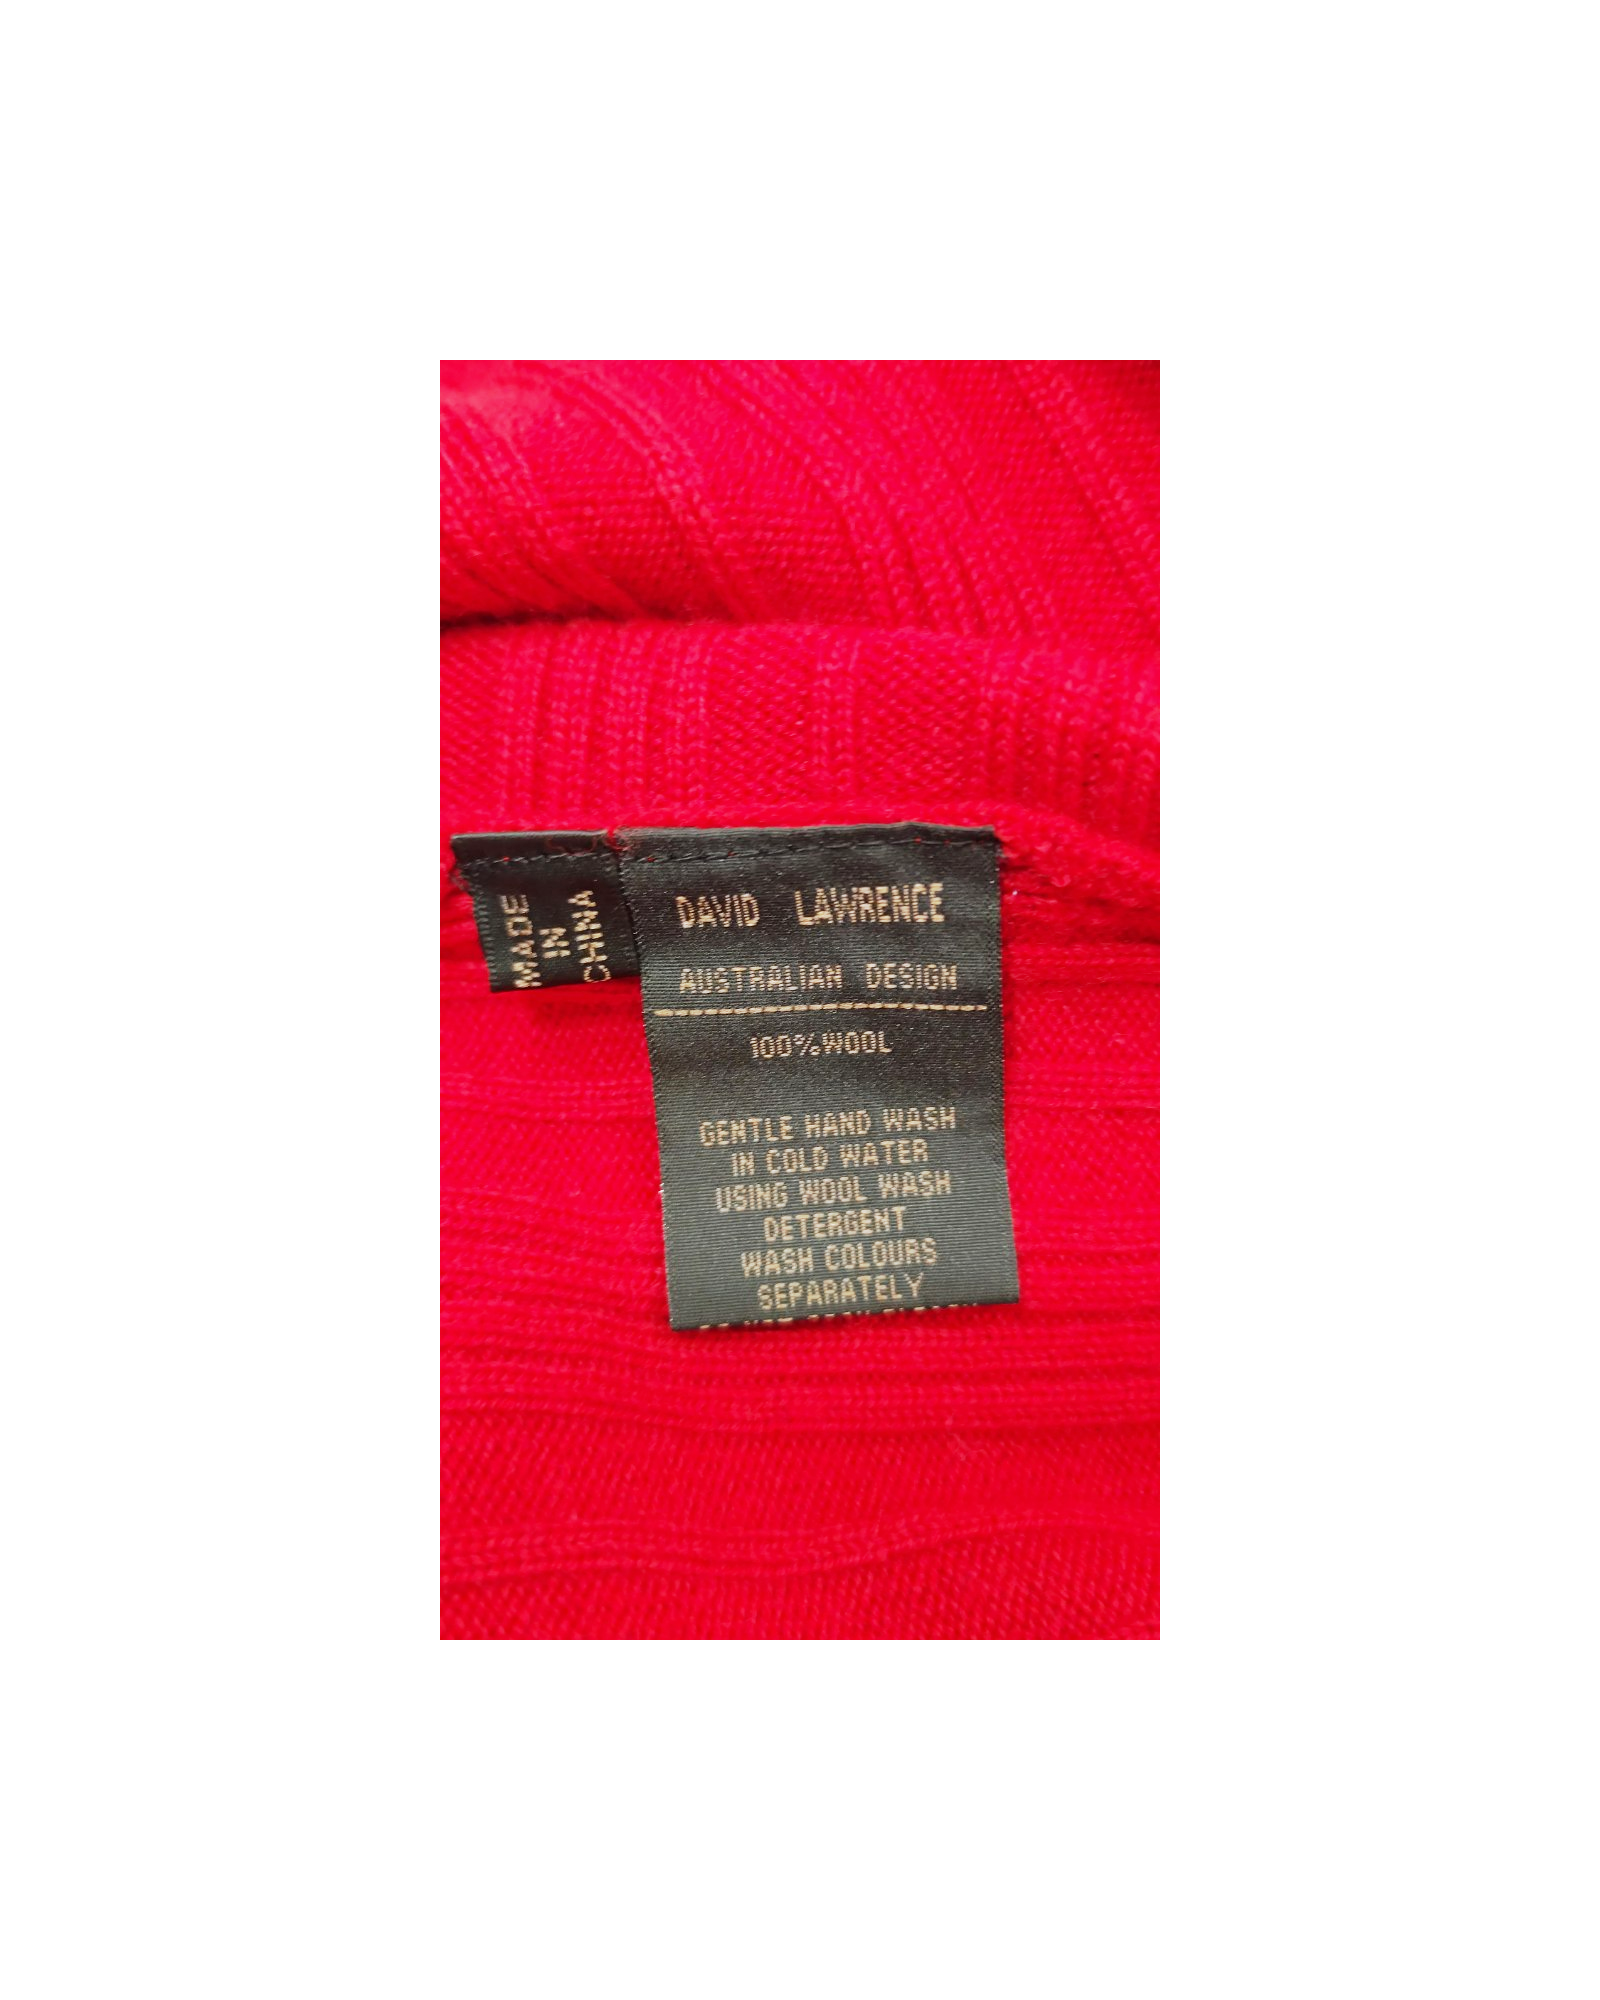 MADE
IN
CHINA
DAVID LAWRENCE
AUSTRALIAN DESIGN
100%WOOL
GENTLE HAND WASH
IN COLD WATER
USING WOOL WASH
DETERGENT
WASH COLOURS
SEPARATELY